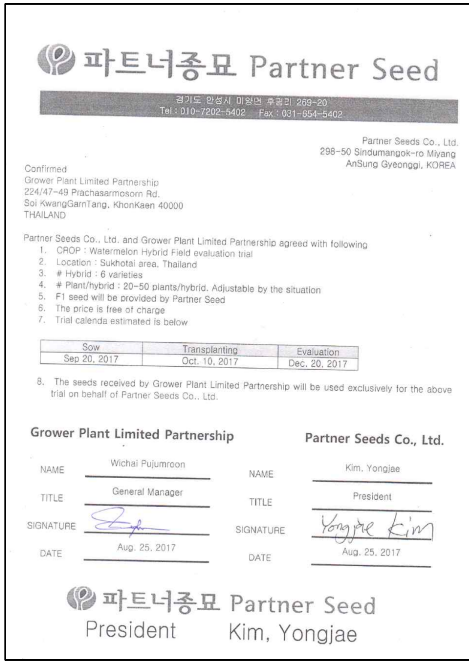 파트너종묘 Partner Seed
경기도 안성시 미양면 후평리 269-20
Tel : 010-7202-5402 Fax : 031-654-5402
Partner Seeds Co., Ltd.
298-50 Sindumangok-ro Miyang
AnSung Gyeonggi, KOREA
Confirmed
Grower Plant Limited Partnership
224/47-49 Prachasarmosorn Rd.
Soi KwangGarnTang, KhonKaen 40000
THAILAND
Partner Seeds Co., Ltd. and Grower Plant Limited Partnership agreed with following
1. CROP : Watermelon Hybrid Field evaluation trial
2. Location : Sukhotai area, Thailand
3. # Hybrid : 6 varieties
4. # Plant/hybrid : 20-50 plants/hybrid. Adjustable by the situation
5. F1 seed will be provided by Partner Seed
6. The price is free of charge
7. Trial calenda estimated is below
Sow Transplanting Evaluation
Sep 20, 2017 Oct. 10, 2017 Dec. 20, 2017
8. The seeds received by Grower Plant Limited Partnership will be used exclusively for the above
trial on behalf of Partner Seeds Co., Ltd.
Grower Plant Limited Partnership Partner Seeds Co., Ltd.
NAME Wichai Pujumroon NAME Kim, Yongjae
TITLE General Manager TITLE President
SIGNATURE SIGNATURE Yongjae Kim
DATE Aug. 25, 2017 DATE Aug. 25, 2017
파트너종묘 Partner Seed
President Kim, Yongjae